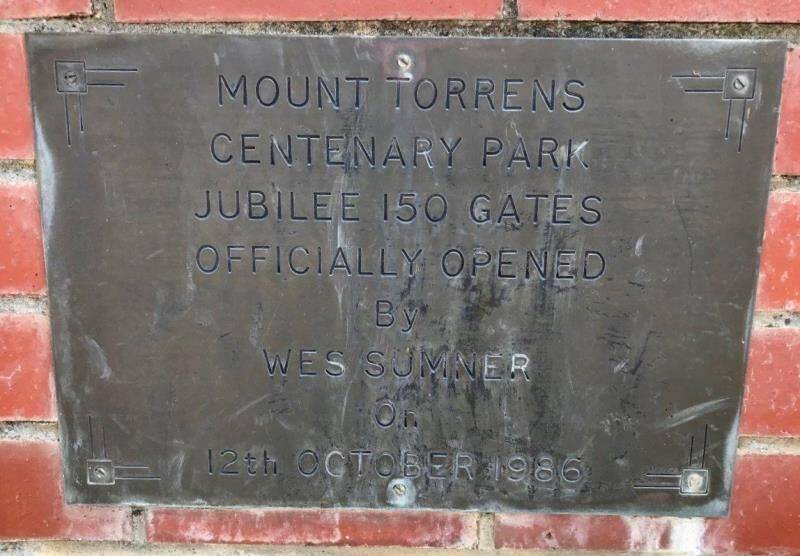 MOUNT TORRENS
CENTENARY PARK
JUBILEE 150 GATES
OFFICIALLY OPENED
By
WES SUMNER
On
12th OCTOBER 1986